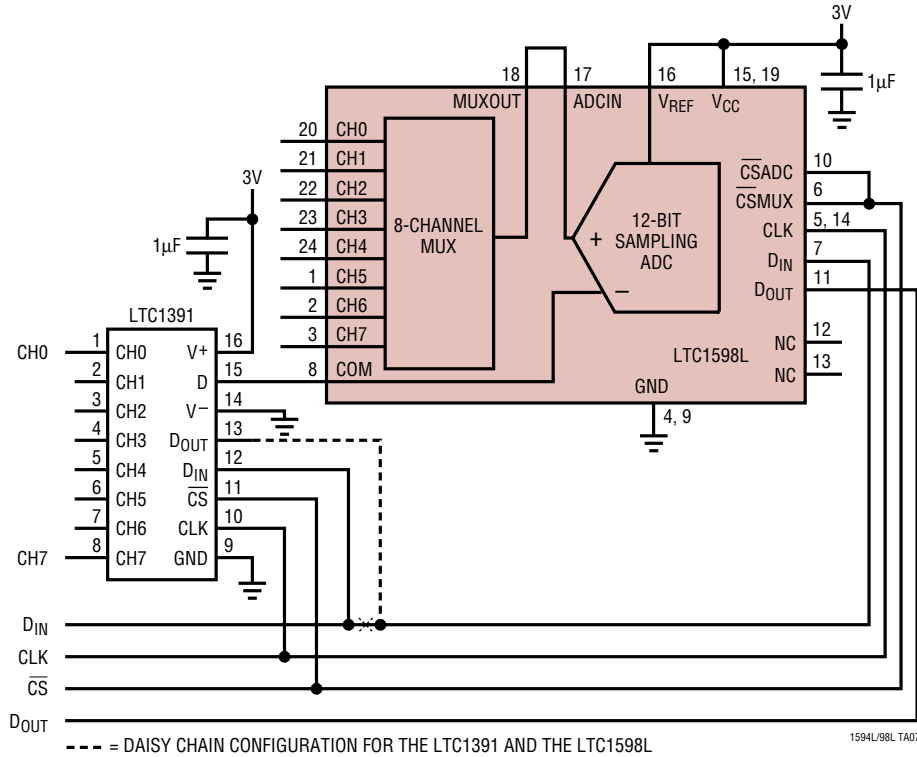 3V
1µF
18
17
16
15, 19
MUXOUT
ADCIN
VREF
VCC
20 CH0
21 CH1
22 CH2
23 CH3
24 CH4
1 CH5
2 CH6
3 CH7
8 COM
8-CHANNEL
MUX
+
–
12-BIT
SAMPLING
ADC
C̅S̅ADC 10
C̅S̅MUX 6
CLK 5, 14
DIN 7
DOUT 11
NC 12
NC 13
LTC1598L
GND
4, 9
3V
1µF
LTC1391
CH0 1 CH0 V+ 16
2 CH1 D 15
3 CH2 V– 14
4 CH3 DOUT 13
5 CH4 DIN 12
6 CH5 C̅S̅ 11
7 CH6 CLK 10
CH7 8 CH7 GND 9
DIN
CLK
C̅S̅
DOUT
= DAISY CHAIN CONFIGURATION FOR THE LTC1391 AND THE LTC1598L
1594L/98L TA07